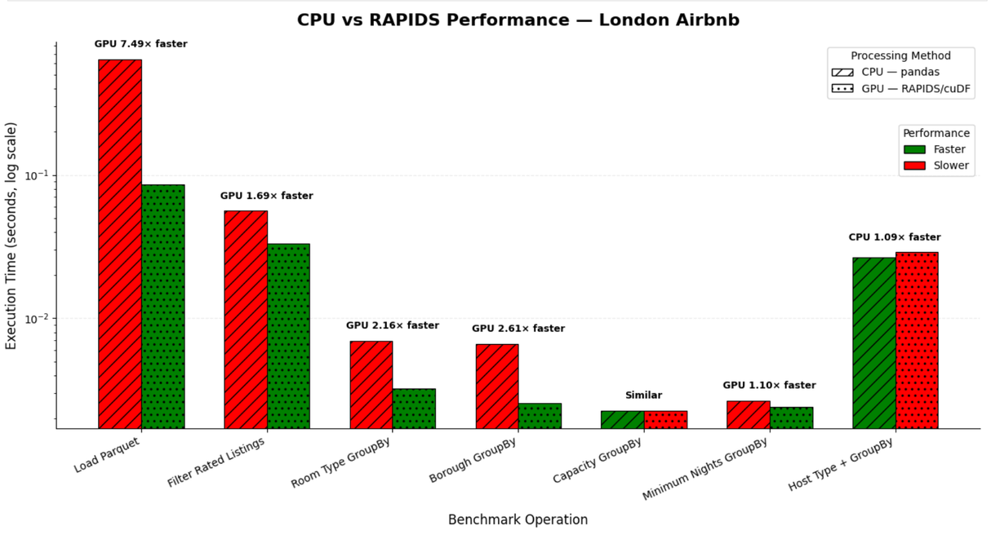 CPU vs RAPIDS Performance — London Airbnb
GPU 7.49× faster
GPU 1.69× faster
GPU 2.16× faster
GPU 2.61× faster
Similar
GPU 1.10× faster
CPU 1.09× faster
Processing Method
CPU — pandas
GPU — RAPIDS/cuDF
Performance
Faster
Slower
Execution Time (seconds, log scale)
10⁻¹
10⁻²
Load Parquet
Filter Rated Listings
Room Type GroupBy
Borough GroupBy
Capacity GroupBy
Minimum Nights GroupBy
Host Type + GroupBy
Benchmark Operation